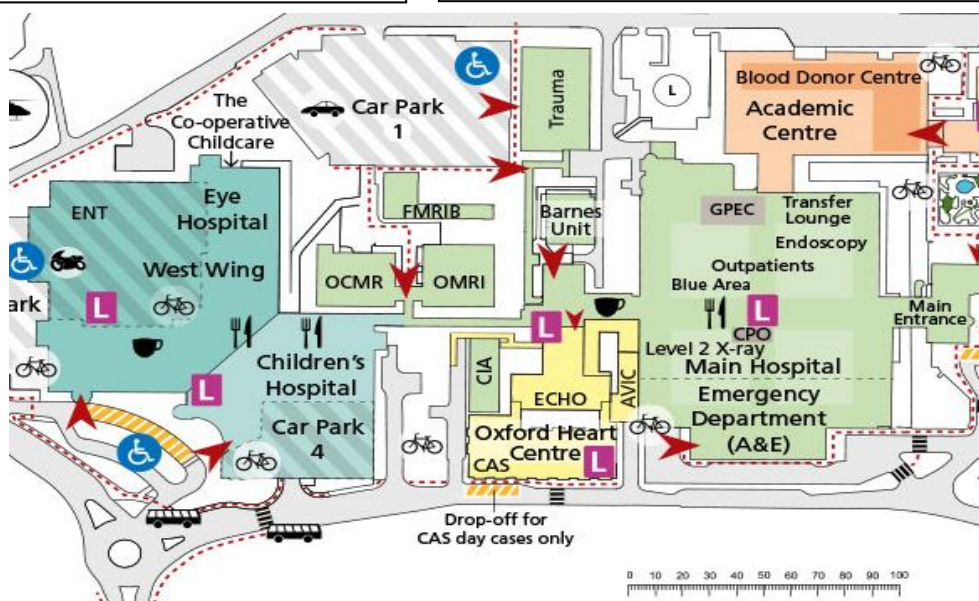 The
Co-operative
Childcare
Car Park
1
Trauma
L
Blood Donor Centre
Academic
Centre
ENT
Eye
Hospital
West Wing
ark
L
FMRIB
OCMR
OMRI
Barnes
Unit
GPEC
Transfer
Lounge
Endoscopy
Outpatients
Blue Area
L
CPO
Level 2 X-ray
Main Hospital
Main
Entrance
Emergency
Department
(A&E)
L
Children's
Hospital
Car Park
4
L
CIA
ECHO
AVIC
Oxford Heart
Centre
CAS
L
Drop-off for
CAS day cases only
0 10 20 30 40 50 60 70 80 90 100